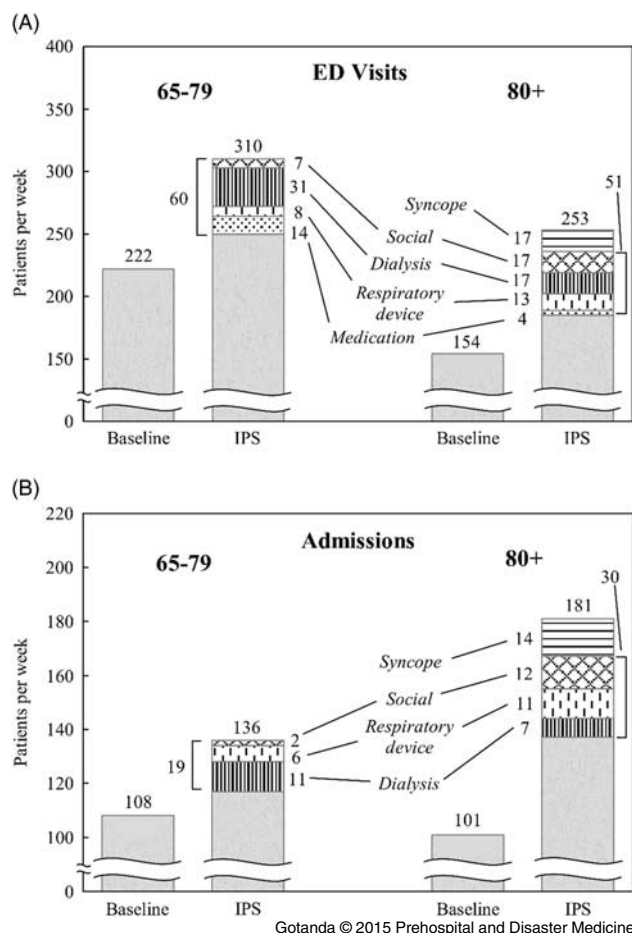 (A)
ED Visits
65-79
80+
Patients per week
400
350
300
250
200
150
0
222
310
60
7
31
8
14
Syncope
Social
Dialysis
Respiratory
device
Medication
17
17
17
13
4
51
253
154
Baseline
IPS
Baseline
IPS
(B)
Admissions
65-79
80+
Patients per week
220
200
180
160
140
120
100
0
108
136
19
2
6
11
Syncope
Social
Respiratory
device
Dialysis
14
12
11
7
30
181
101
Baseline
IPS
Baseline
IPS
Gotanda © 2015 Prehospital and Disaster Medicine